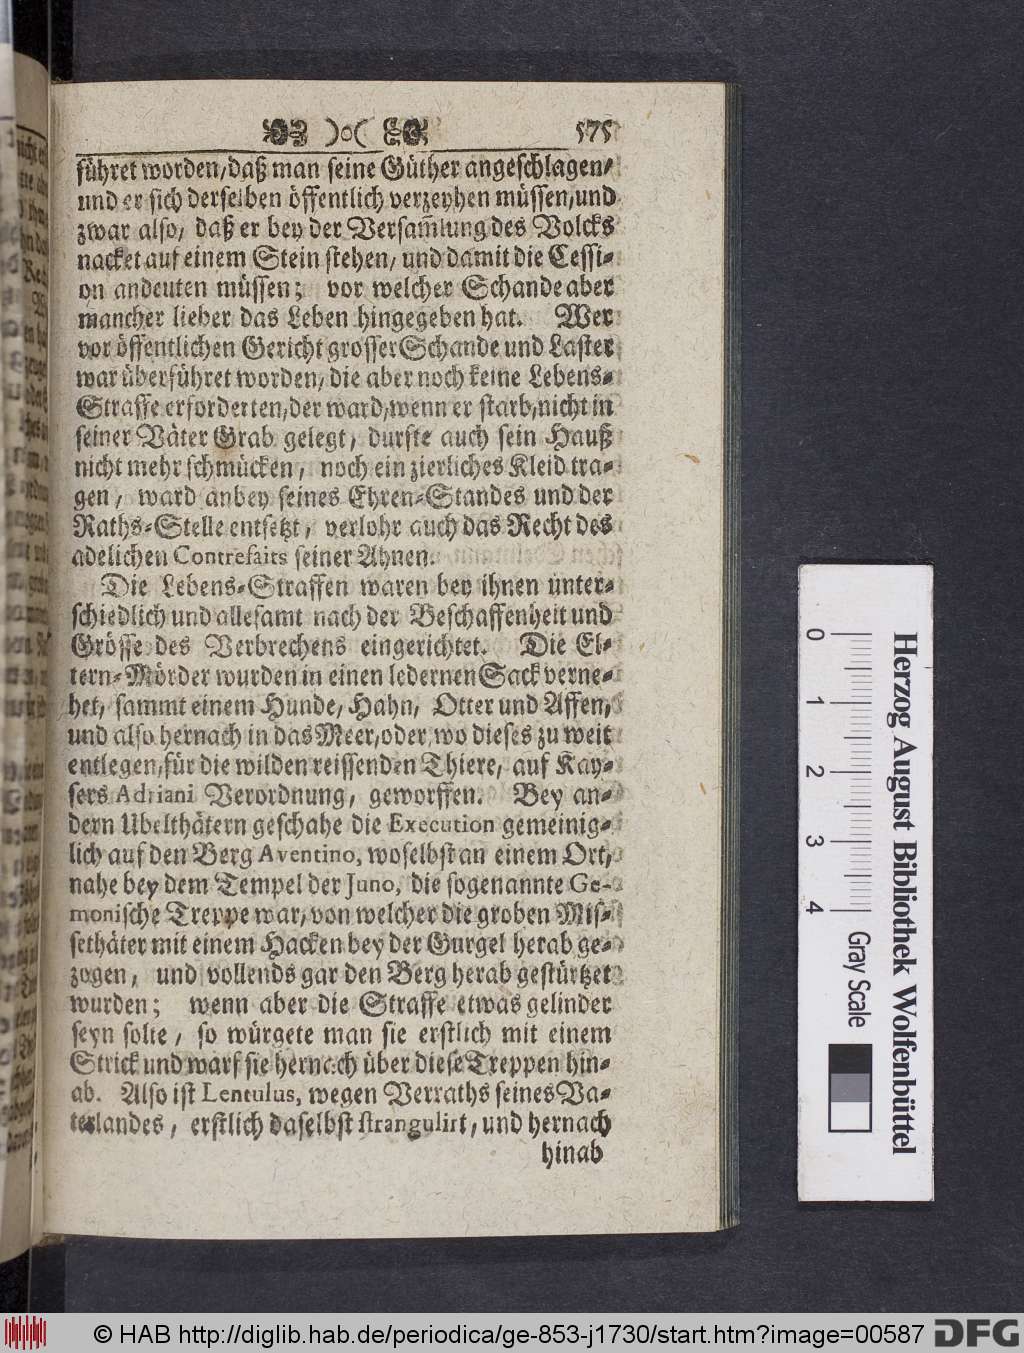 575
führet worden, daß man seine Güther angeschlagen,
und er sich derselben öffentlich verzeyhen müssen, und
zwar also, daß er bey der Versam̃lung des Volcks
nacket auf einem Stein stehen, und damit die Cessi-
on andeuten müssen; vor welcher Schande aber
mancher lieber das Leben hingegeben hat. Wer
vor öffentlichen Gericht grosser Schande und Laster
war überführet worden, die aber noch keine Lebens-
Straffe erforderten, der ward, wenn er starb, nicht in
seiner Väter Grab gelegt, durfte auch sein Hauß
nicht mehr schmücken, noch ein zierliches Kleid tra-
gen, ward anbey seines Ehren-Standes und der
Raths-Stelle entsetzt, verlohr auch das Recht des
adelichen Contrefaits seiner Ahnen.
Die Lebens-Straffen waren bey ihnen unter-
schiedlich und allesamt nach der Beschaffenheit und
Grösse des Verbrechens eingerichtet. Die El-
tern-Mörder wurden in einen ledernen Sack verne-
het, sammt einem Hunde, Hahn, Otter und Affen,
und also hernach in das Meer, oder, wo dieses zu weit
entlegen, für die wilden reissenden Thiere, auf Kay-
sers Adriani Verordnung, geworffen. Bey an-
dern Ubelthätern geschahe die Execution gemeinig-
lich auf den Berg Aventino, woselbst an einem Ort,
nahe bey dem Tempel der Juno, die sogenannte Ge-
monische Treppe war, von welcher die groben Mis-
sethäter mit einem Hacken bey der Gurgel herab ge-
zogen, und vollends gar den Berg herab gestürtzet
wurden; wenn aber die Straffe etwas gelinder
seyn solte, so würgete man sie erstlich mit einem
Strick und warf sie hernach über diese Treppen hin-
ab. Also ist Lentulus, wegen Verraths seines Va-
terlandes, erstlich daselbst strangulirt, und hernach
hinab
0 1 2 3 4
Gray Scale
Herzog August Bibliothek Wolfenbüttel
© HAB http://diglib.hab.de/periodica/ge-853-j1730/start.htm?image=00587
DFG